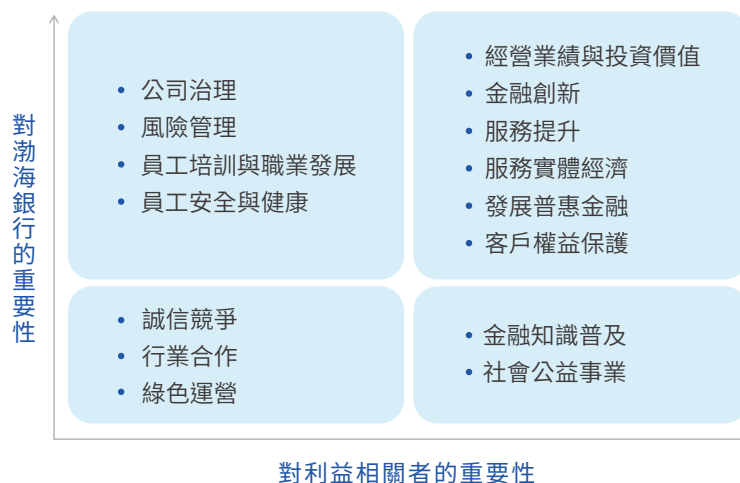 對渤海銀行的重要性
公司治理
風險管理
員工培訓與職業發展
員工安全與健康
經營業績與投資價值
金融創新
服務提升
服務實體經濟
發展普惠金融
客戶權益保護
誠信競爭
行業合作
綠色運營
金融知識普及
社會公益事業
對利益相關者的重要性